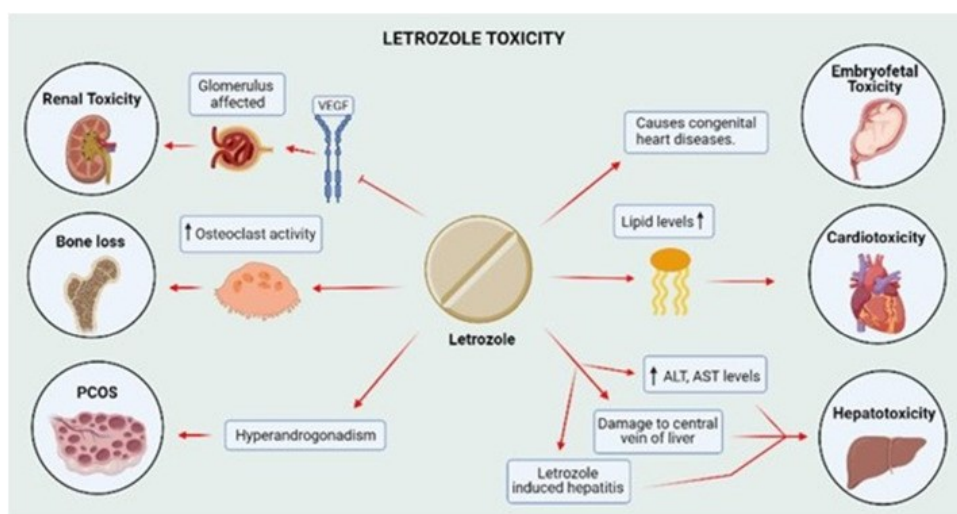 LETROZOLE TOXICITY
Renal Toxicity
Glomerulus
affected
VEGF
Causes congenital
heart diseases.
Embryofetal
Toxicity
Bone loss
↑ Osteoclast activity
Lipid levels ↑
Cardiotoxicity
Letrozole
PCOS
Hyperandrogonadism
↑ ALT, AST levels
Damage to central
vein of liver
Letrozole
induced hepatitis
Hepatotoxicity